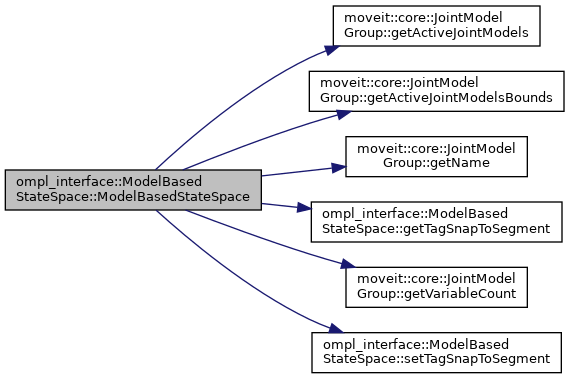 moveit::core::JointModel
Group::getActiveJointModels
moveit::core::JointModel
Group::getActiveJointModelsBounds
moveit::core::JointModel
Group::getName
ompl_interface::ModelBased
StateSpace::ModelBasedStateSpace
ompl_interface::ModelBased
StateSpace::getTagSnapToSegment
moveit::core::JointModel
Group::getVariableCount
ompl_interface::ModelBased
StateSpace::setTagSnapToSegment